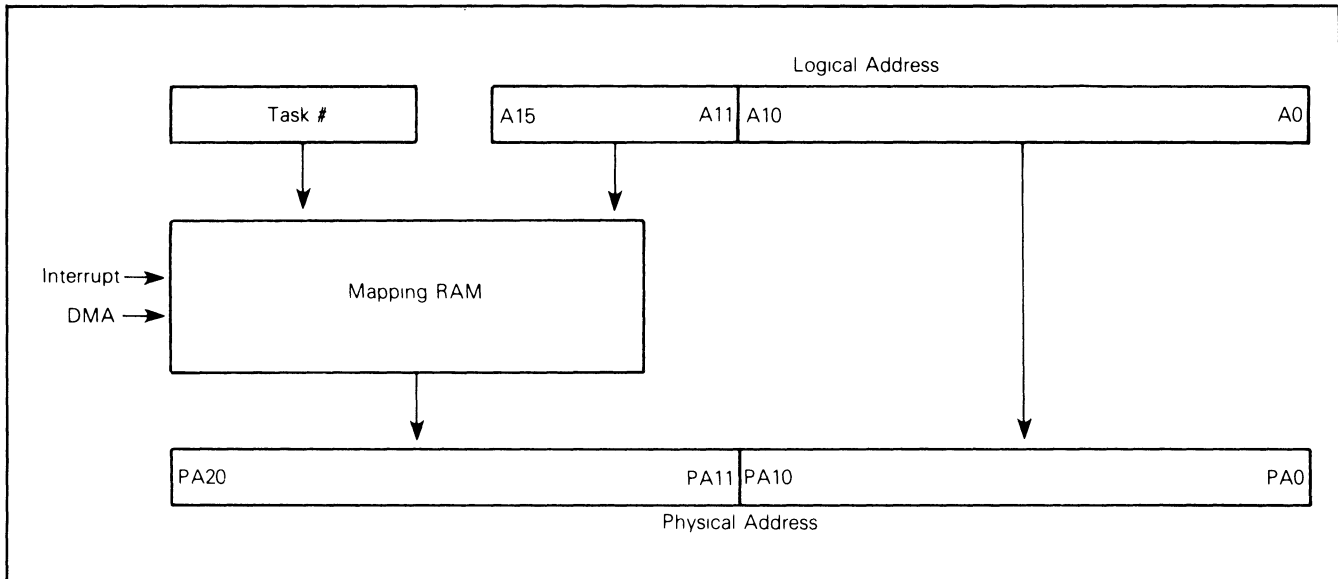 Logical Address
Task #
A15 A11 A10 A0
Interrupt
DMA
Mapping RAM
PA20 PA11 PA10 PA0
Physical Address